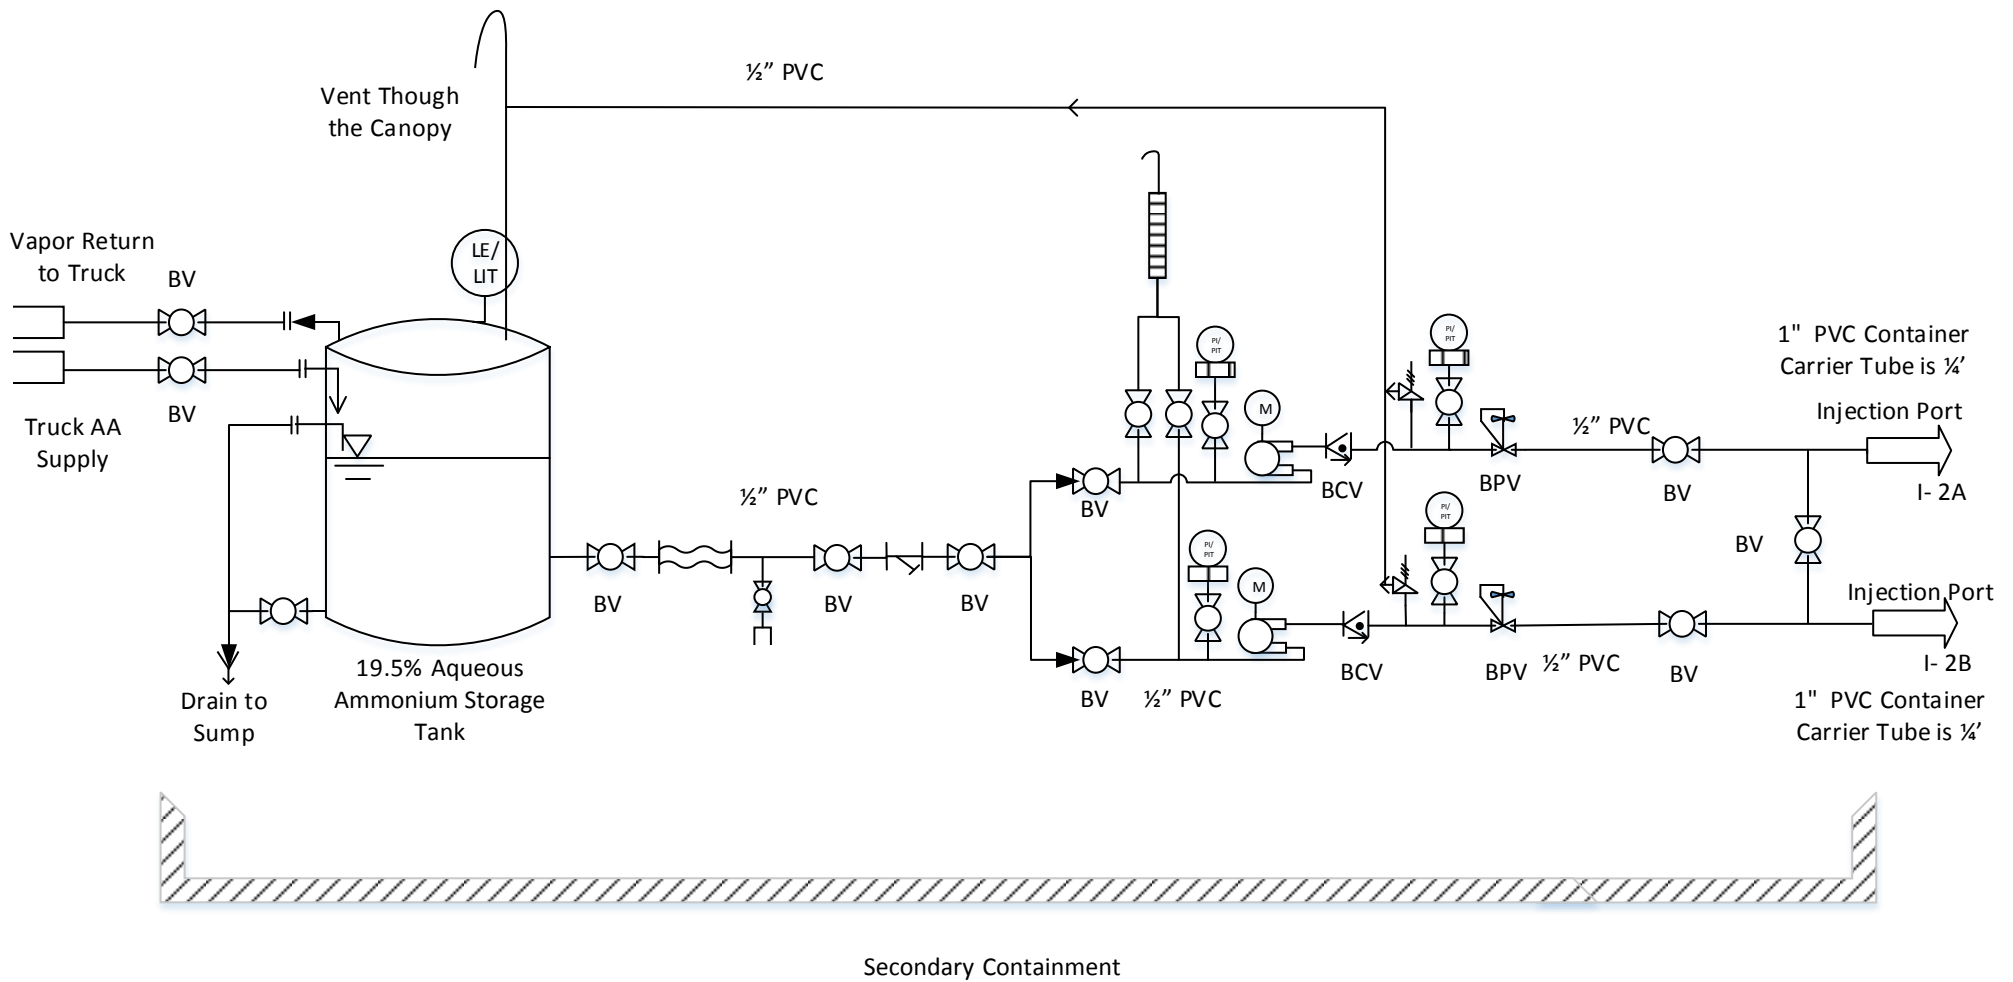 ½” PVC
Vent Though
the Canopy
Vapor Return
to Truck
BV
LE/
LIT
BV
Truck AA
Supply
PI/
PIT
PI/
PIT
M
1" PVC Container
Carrier Tube is ¼’
Injection Port
½” PVC
BCV
BPV
BV
I- 2A
½” PVC
BV
PI/
PIT
BV
PI/
PIT
M
BV
BV
BV
Injection Port
19.5% Aqueous
Ammonium Storage
Tank
Drain to
Sump
BV
½” PVC
BCV
BPV
½” PVC
BV
I- 2B
1" PVC Container
Carrier Tube is ¼’
Secondary Containment